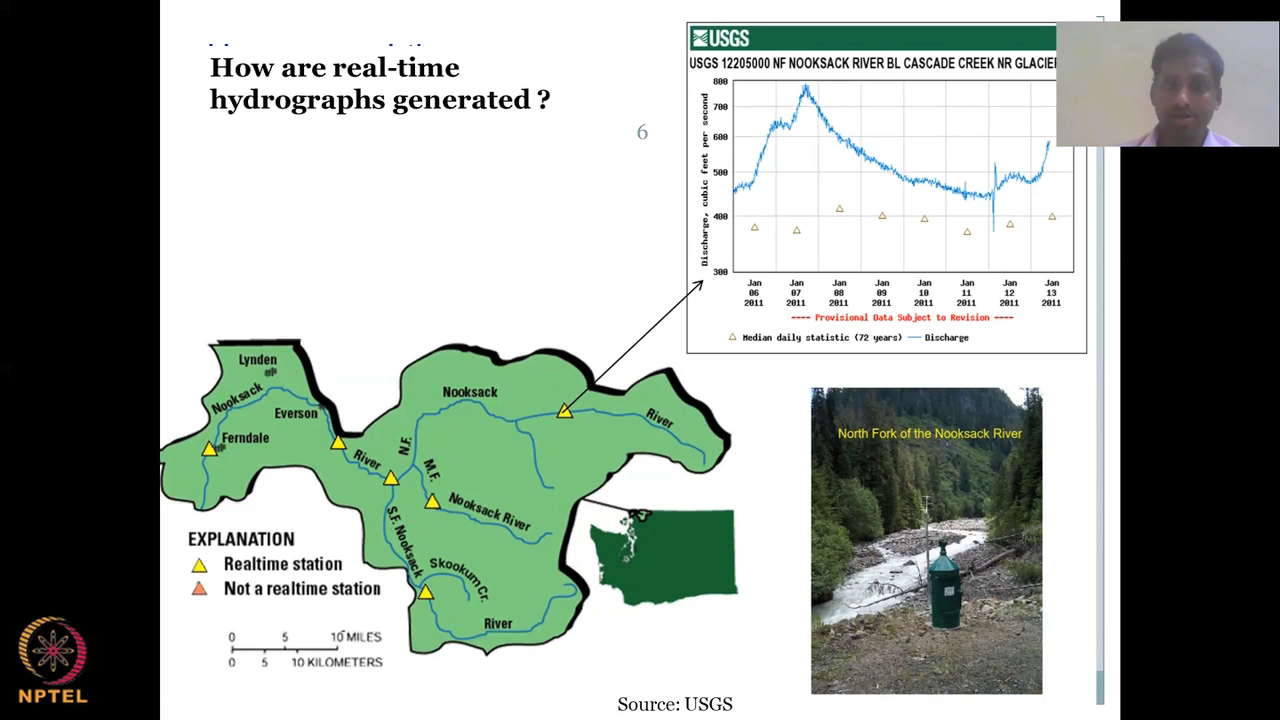 How are real-time
hydrographs generated ?
6
USGS
USGS 12205000 NF NOOKSACK RIVER BL CASCADE CREEK NR GLACIER
Discharge, cubic feet per second
800
700
600
500
400
300
Jan 06 2011
Jan 07 2011
Jan 08 2011
Jan 09 2011
Jan 10 2011
Jan 11 2011
Jan 12 2011
Jan 13 2011
---- Provisional Data Subject to Revision ----
Median daily statistic (72 years)
Discharge
Lynden
Nooksack
Everson
Ferndale
River
N.F.
Nooksack
River
M.F.
Nooksack River
S.F. Nooksack
Skookum Cr.
River
EXPLANATION
Realtime station
Not a realtime station
0 5 10 MILES
0 5 10 KILOMETERS
North Fork of the Nooksack River
NPTEL
Source: USGS